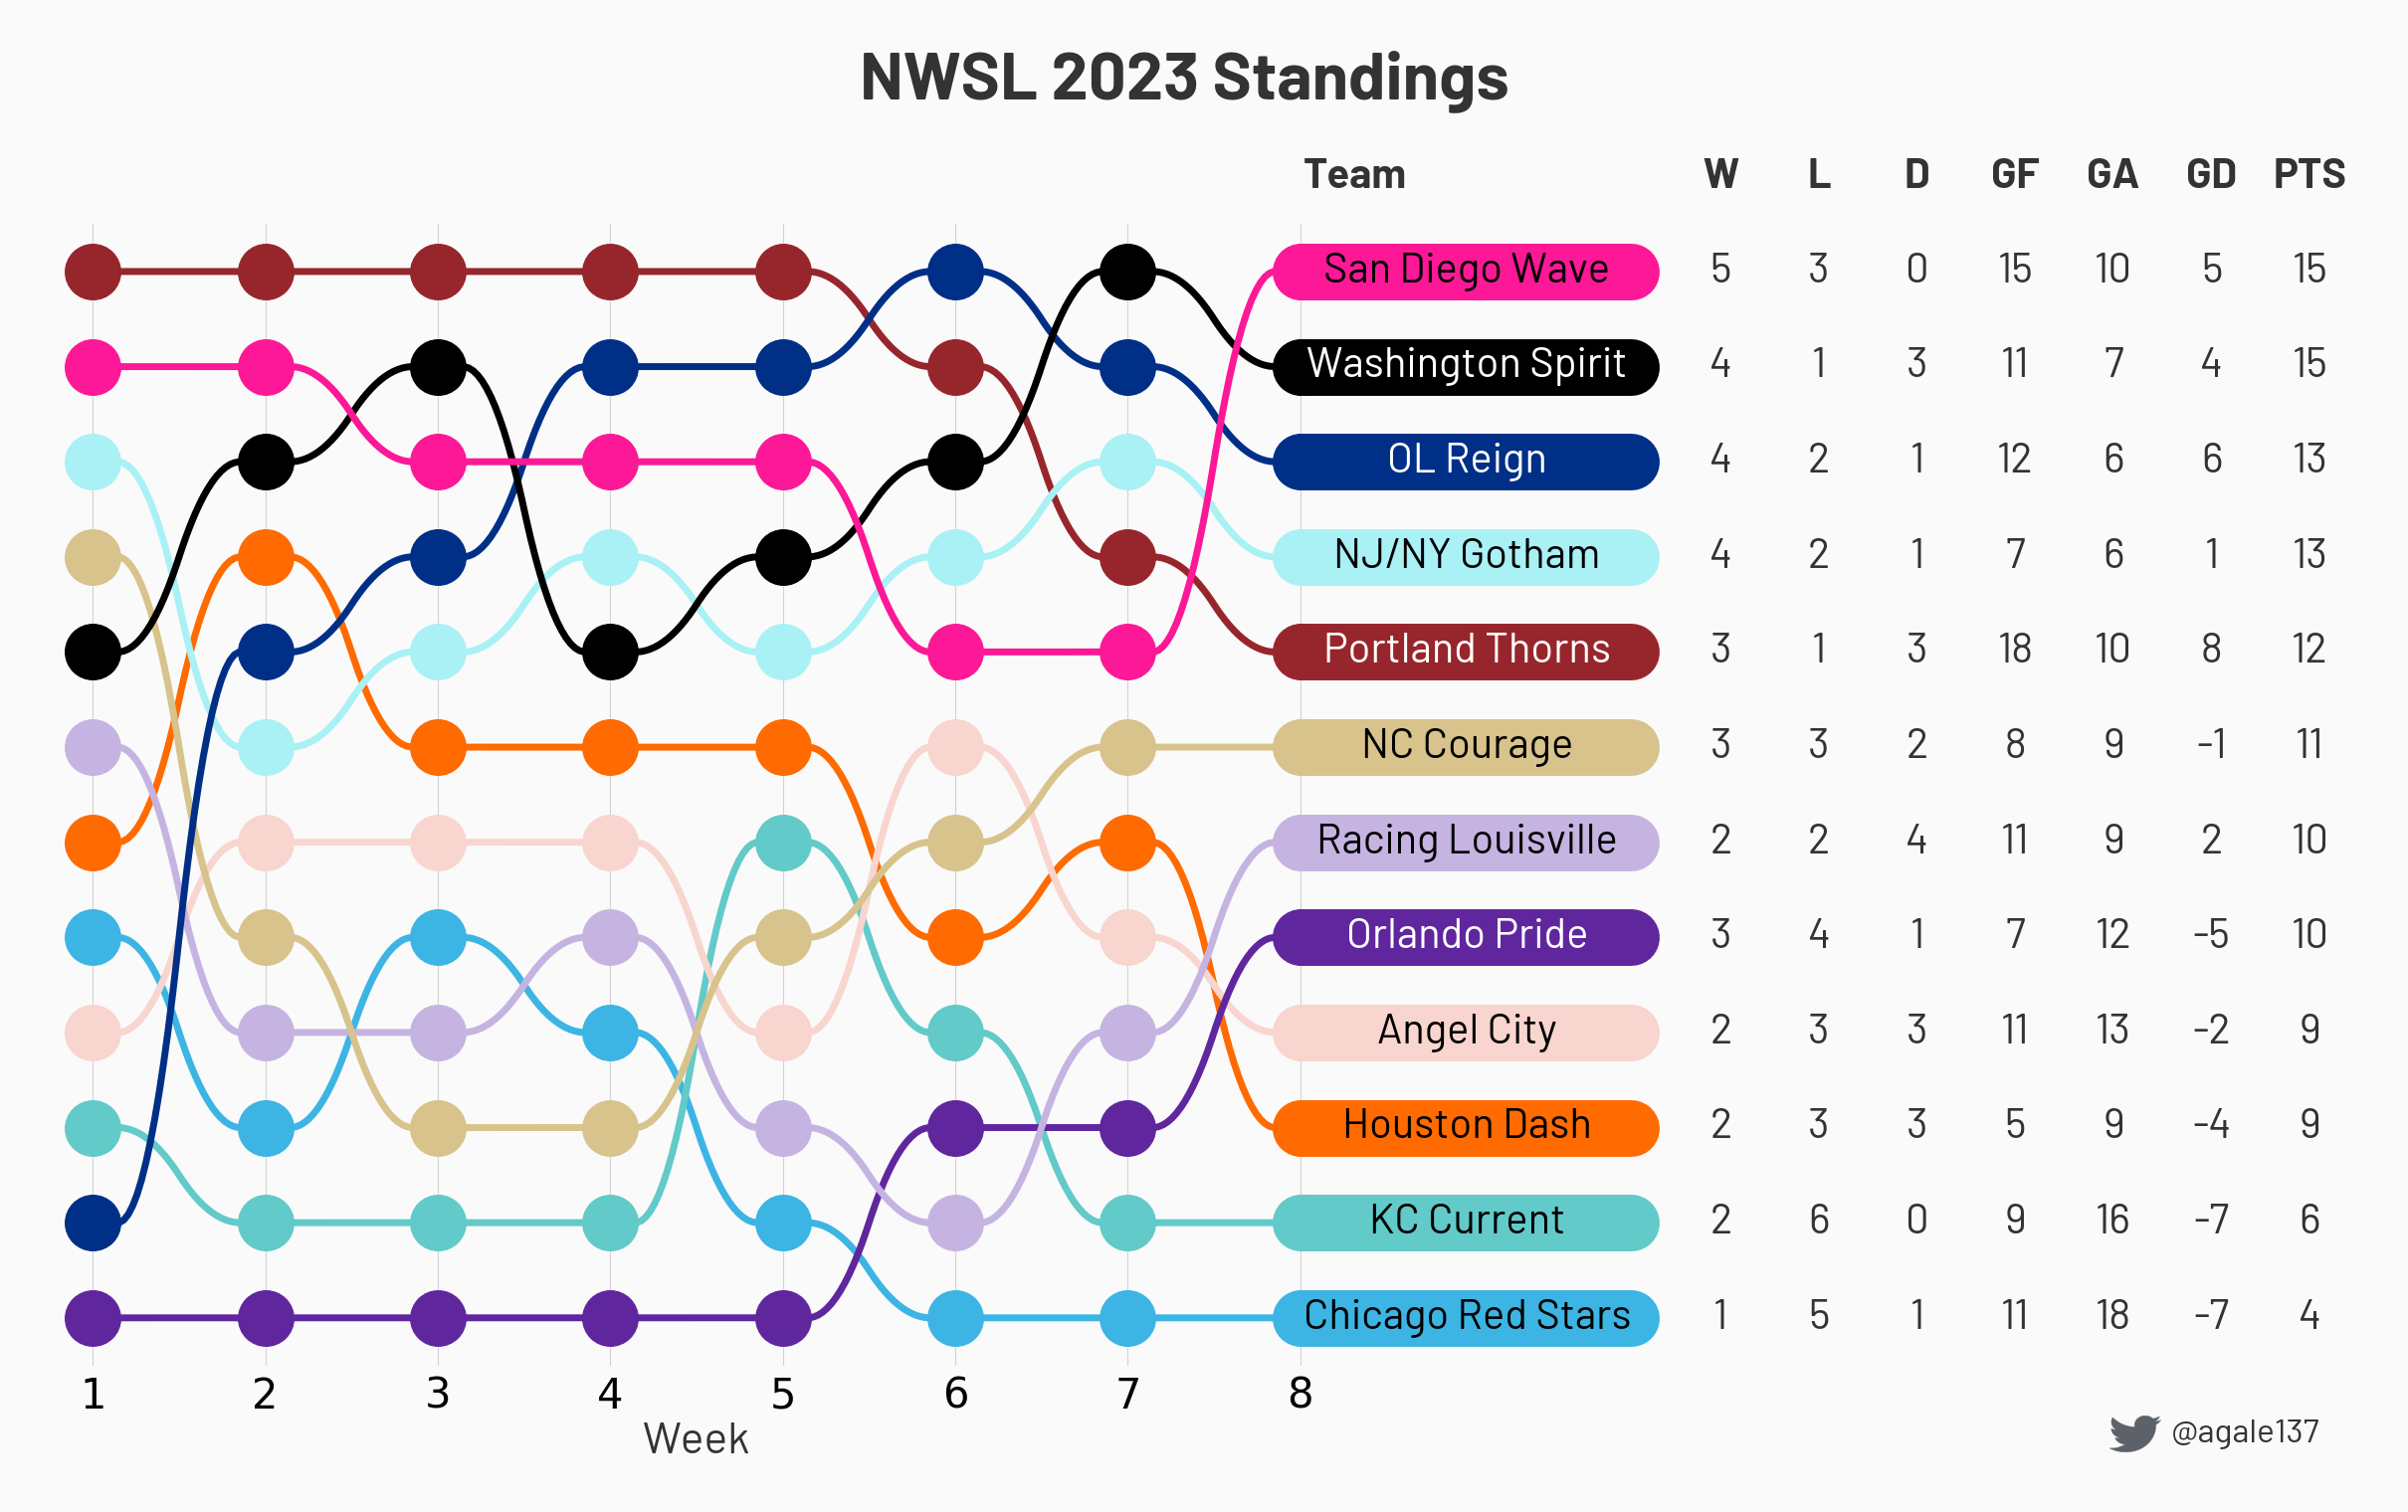 NWSL 2023 Standings
Team W L D GF GA GD PTS
San Diego Wave 5 3 0 15 10 5 15
Washington Spirit 4 1 3 11 7 4 15
OL Reign 4 2 1 12 6 6 13
NJ/NY Gotham 4 2 1 7 6 1 13
Portland Thorns 3 1 3 18 10 8 12
NC Courage 3 3 2 8 9 -1 11
Racing Louisville 2 2 4 11 9 2 10
Orlando Pride 3 4 1 7 12 -5 10
Angel City 2 3 3 11 13 -2 9
Houston Dash 2 3 3 5 9 -4 9
KC Current 2 6 0 9 16 -7 6
Chicago Red Stars 1 5 1 11 18 -7 4
1 2 3 4 5 6 7 8
Week
@agale137